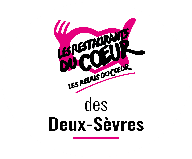 LES RESTAURANTS
DU CŒUR
LES RELAIS DU CŒUR
des
Deux-Sèvres